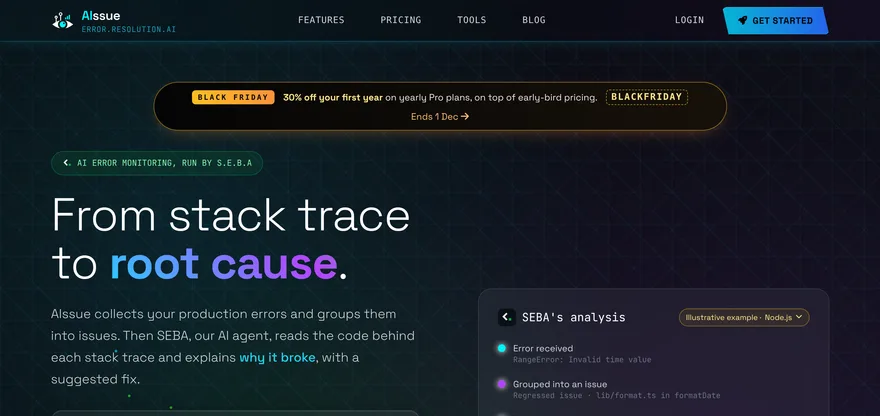 AIssue
ERROR.RESOLUTION.AI
FEATURES
PRICING
TOOLS
BLOG
LOGIN
GET STARTED
BLACK FRIDAY
30% off your first year on yearly Pro plans, on top of early-bird pricing.
BLACKFRIDAY
Ends 1 Dec →
AI ERROR MONITORING, RUN BY S.E.B.A
From stack trace
to root cause.
AIssue collects your production errors and groups them
into issues. Then SEBA, our AI agent, reads the code behind
each stack trace and explains why it broke, with a
suggested fix.
SEBA's analysis
Illustrative example · Node.js
Error received
RangeError: Invalid time value
Grouped into an issue
Regressed issue · lib/format.ts in formatDate